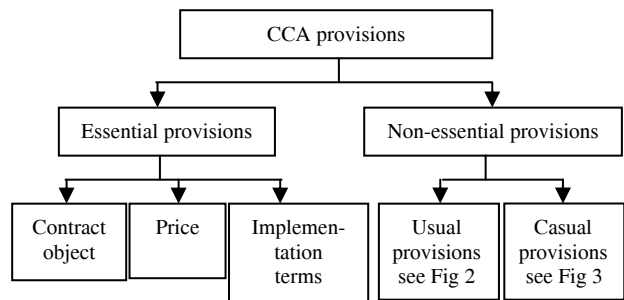 CCA provisions
Essential provisions
Non-essential provisions
Contract
object
Price
Implemen-
tation
terms
Usual
provisions
see Fig 2
Casual
provisions
see Fig 3